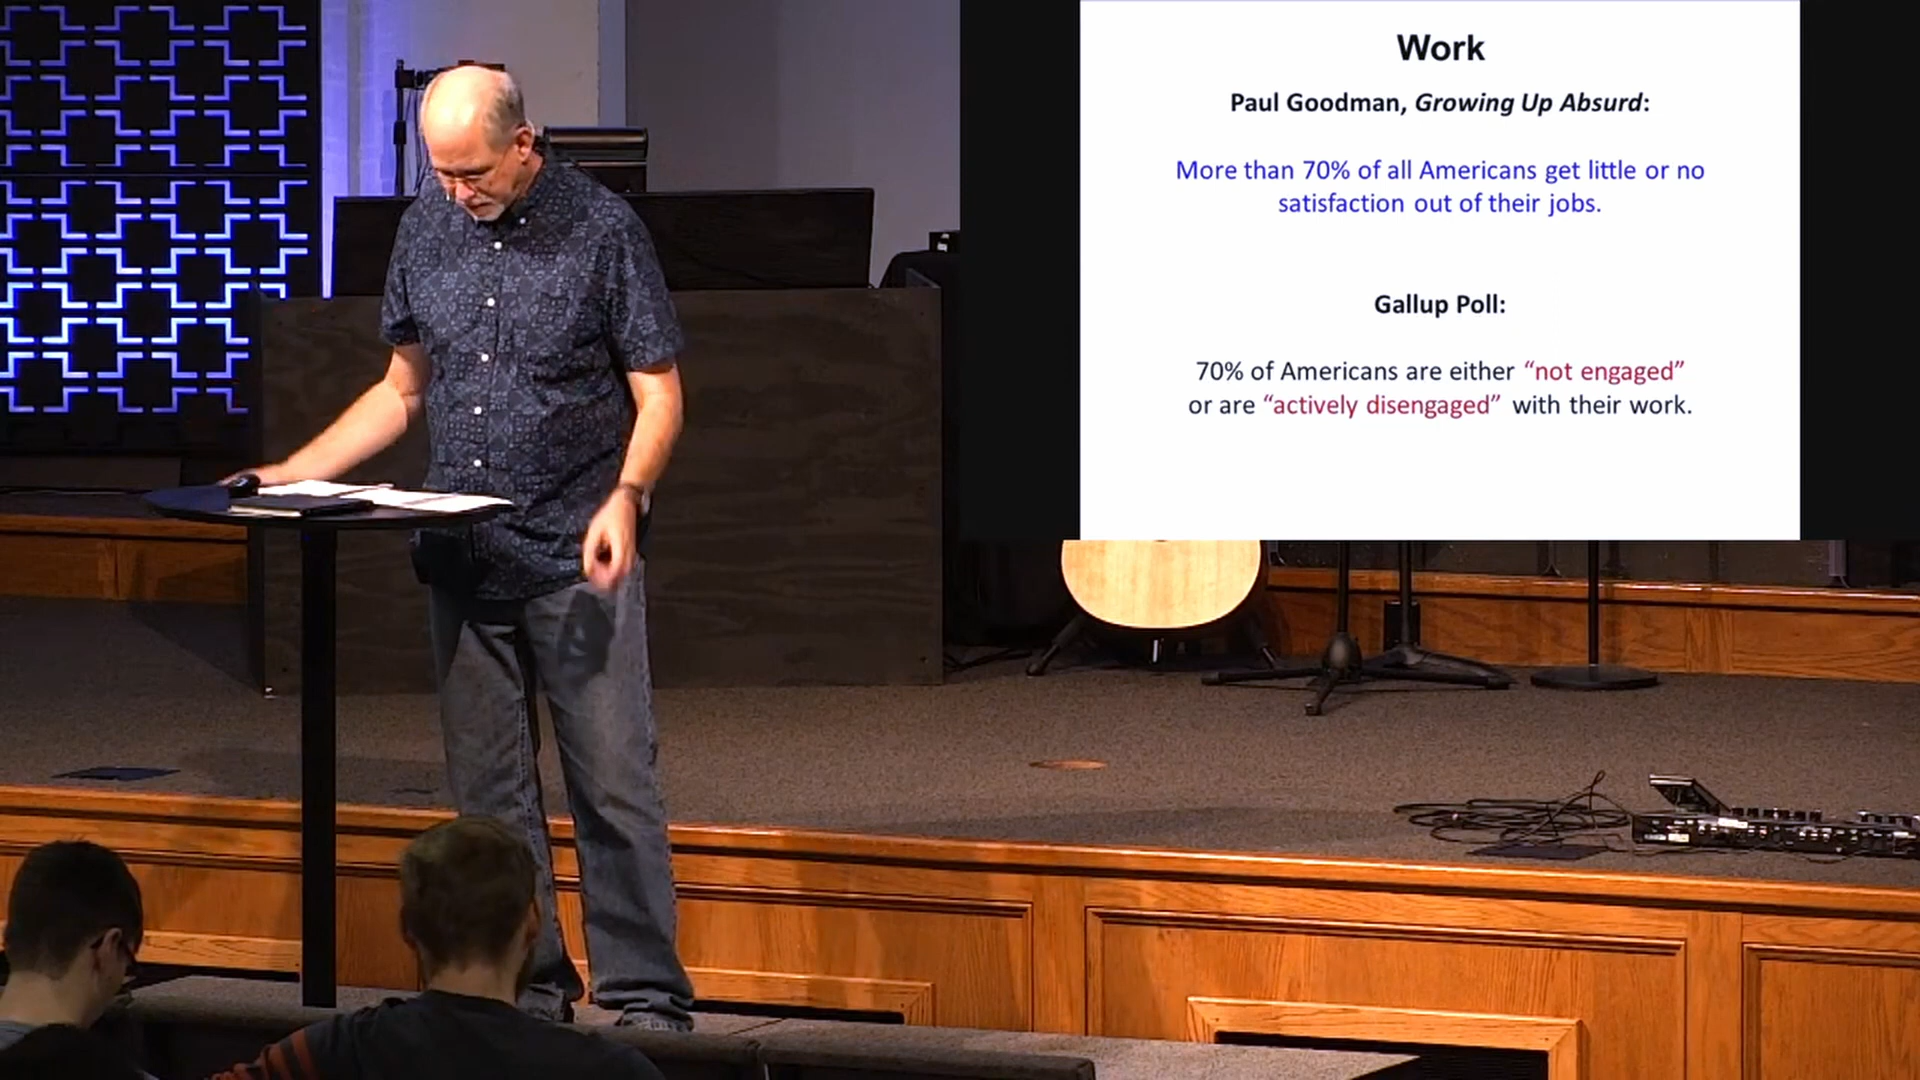 Work
Paul Goodman, Growing Up Absurd:
More than 70% of all Americans get little or no
satisfaction out of their jobs.
Gallup Poll:
70% of Americans are either “not engaged”
or are “actively disengaged” with their work.